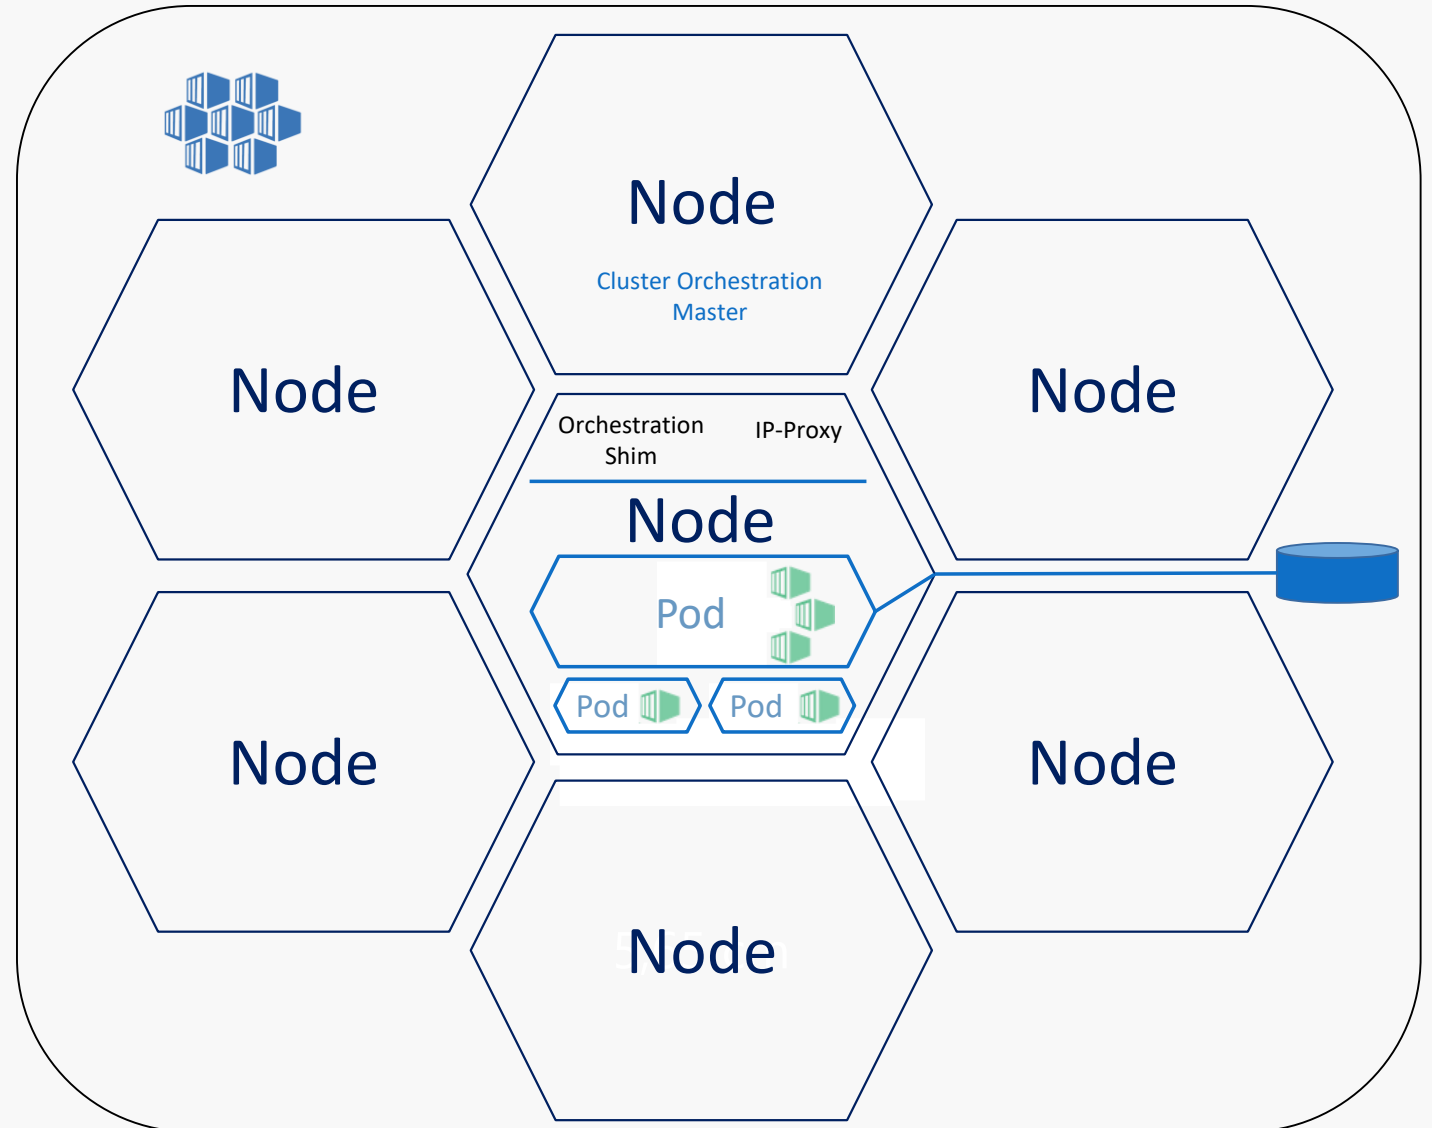 Node
Cluster Orchestration
Master
Node
Node
Orchestration
Shim
IP-Proxy
Node
Pod
Pod
Pod
Node
Node
Node